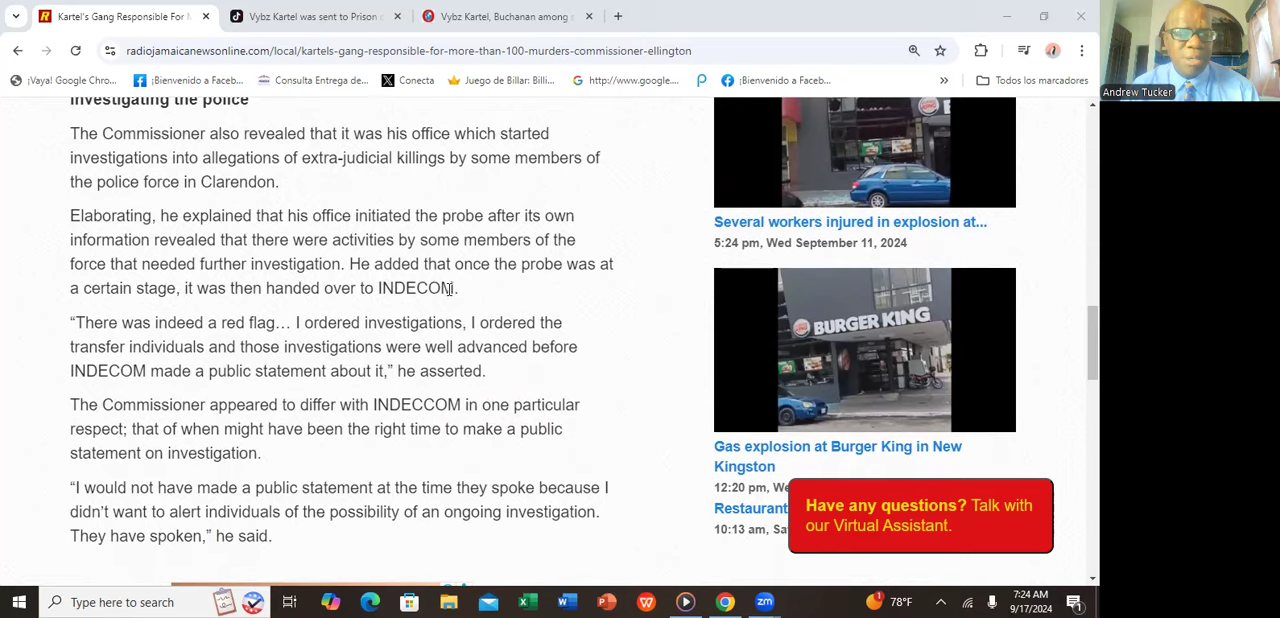 Kartel's Gang Responsible For M
Vybz Kartel was sent to Prison
Vybz Kartel, Buchanan among
radiojamaicanewsonline.com/local/kartels-gang-responsible-for-more-than-100-murders-commissioner-ellington
¡Vaya! Google Chro...
¡Bienvenido a Faceb...
Consulta Entrega de...
Conecta
Juego de Billar: Billi...
http://www.google....
¡Bienvenido a Faceb...
»
Todos los marcadores
Andrew Tucker
Investigating the police
The Commissioner also revealed that it was his office which started
investigations into allegations of extra-judicial killings by some members of
the police force in Clarendon.
Elaborating, he explained that his office initiated the probe after its own
information revealed that there were activities by some members of the
force that needed further investigation. He added that once the probe was at
a certain stage, it was then handed over to INDECOM.
“There was indeed a red flag… I ordered investigations, I ordered the
transfer individuals and those investigations were well advanced before
INDECOM made a public statement about it,” he asserted.
The Commissioner appeared to differ with INDECCOM in one particular
respect; that of when might have been the right time to make a public
statement on investigation.
“I would not have made a public statement at the time they spoke because I
didn’t want to alert individuals of the possibility of an ongoing investigation.
They have spoken,” he said.
BURGER KING
Several workers injured in explosion at...
5:24 pm, Wed September 11, 2024
BURGER KING
Gas explosion at Burger King in New
Kingston
12:20 pm, We
Restaurant
10:13 am, Sa
Have any questions? Talk with
our Virtual Assistant.
Type here to search
78°F
7:24 AM
9/17/2024